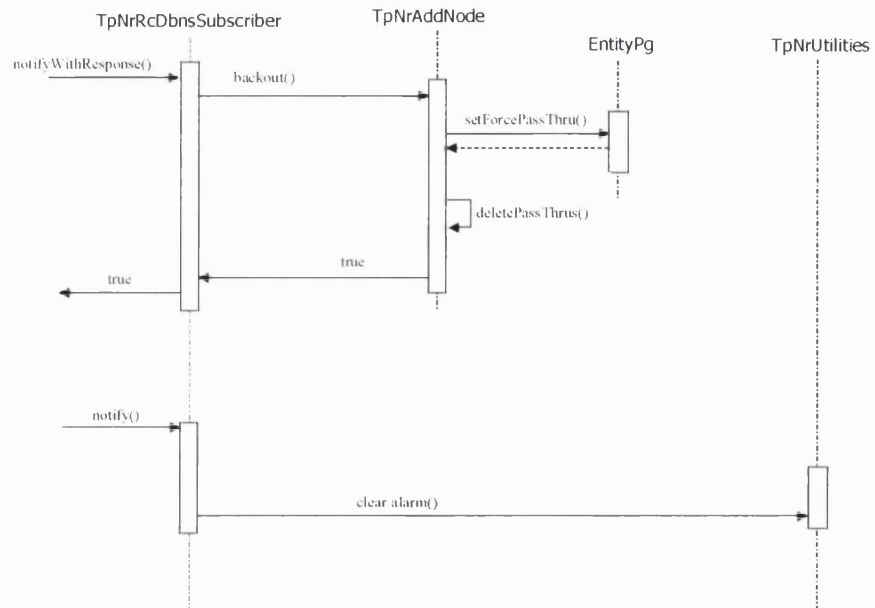 TpNrRcDbnsSubscriber
TpNrAddNode
EntityPg
TpNrUtilities
notifyWithResponse()
backout()
setForcePassThru()
deletePassThrus()
true
true
notify()
clear alarm()